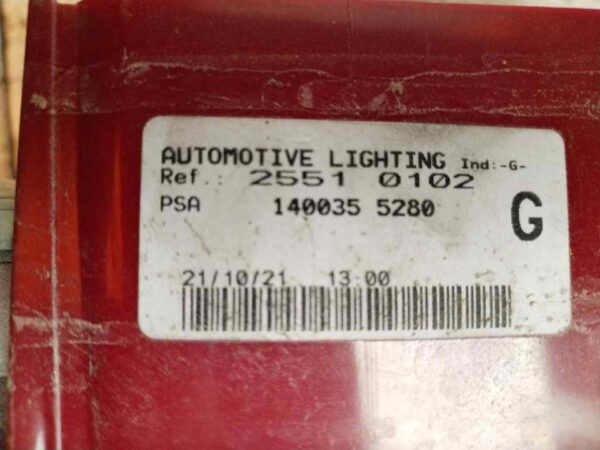 AUTOMOTIVE LIGHTING Ind:-G-
Ref.: 2551 0102
PSA 140035 5280
G
21/10/21 13:00